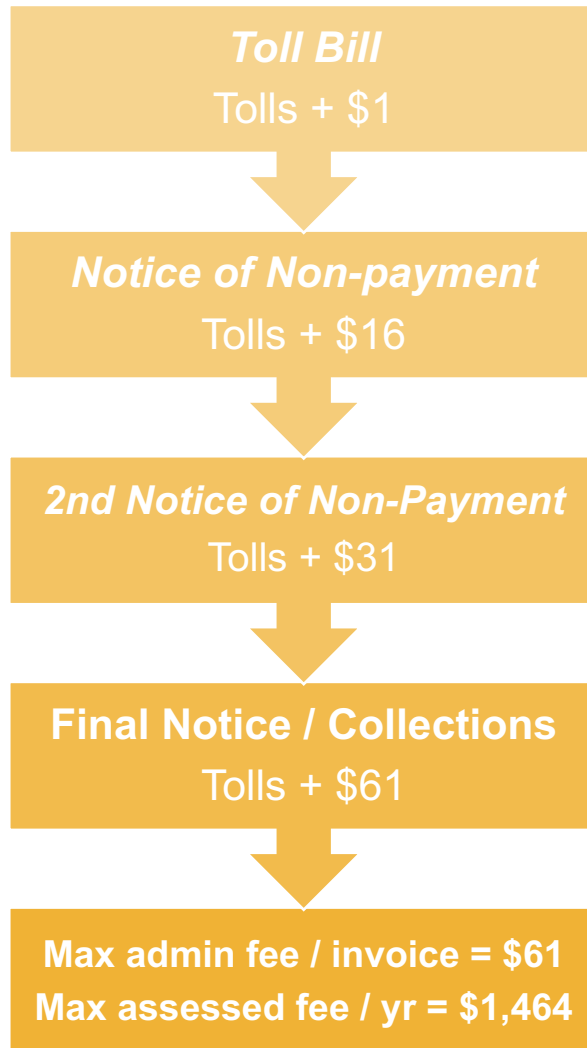 Toll Bill
Tolls + $1
Notice of Non-payment
Tolls + $16
2nd Notice of Non-Payment
Tolls + $31
Final Notice / Collections
Tolls + $61
Max admin fee / invoice = $61
Max assessed fee / yr = $1,464